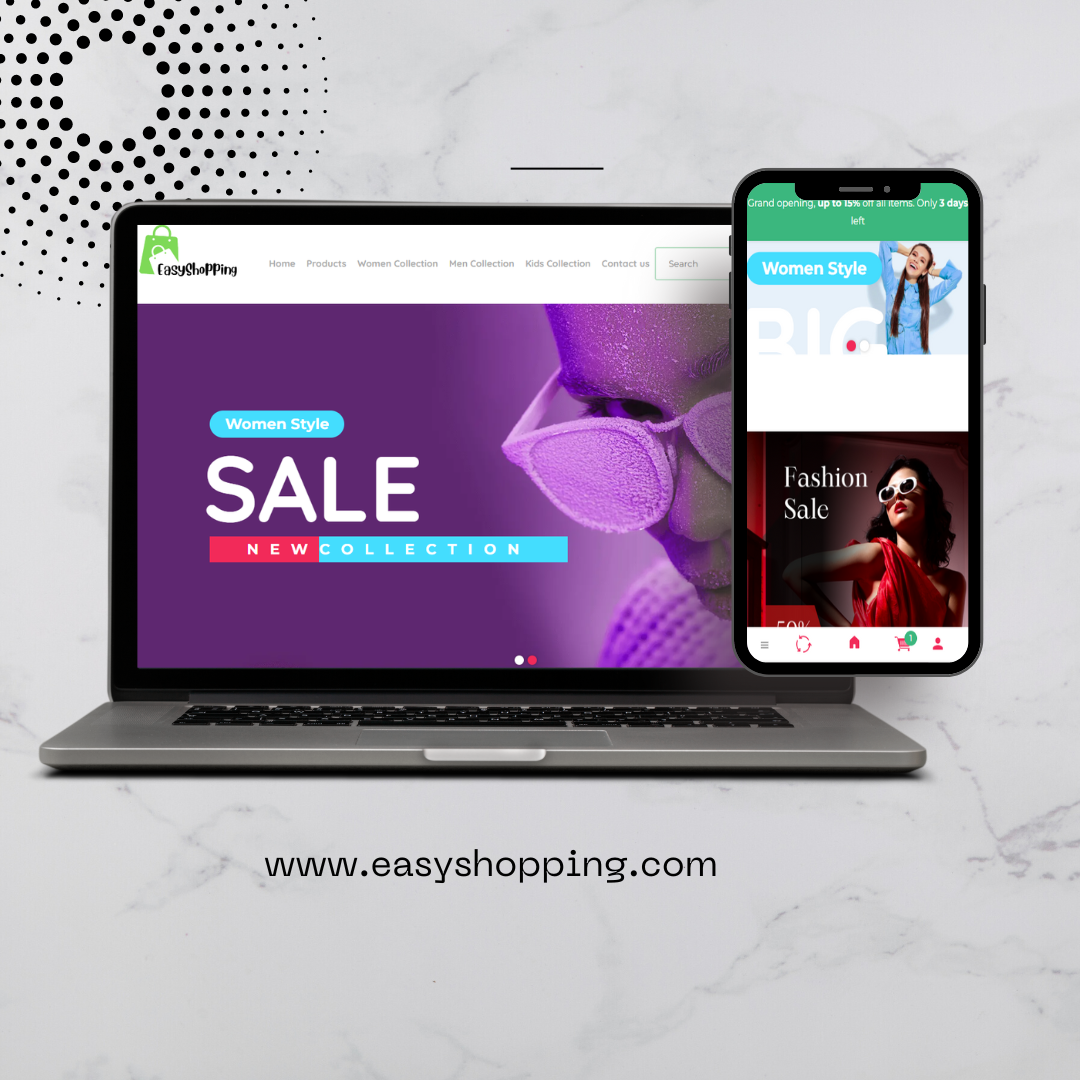 EasyShopping
Home Products Women Collection Men Collection Kids Collection Contact us Search
Women Style
SALE
NEW COLLECTION
Grand opening, up to 15% off all items. Only 3 days
left
Women Style
BIG
Fashion
Sale
50%
1
www.easyshopping.com